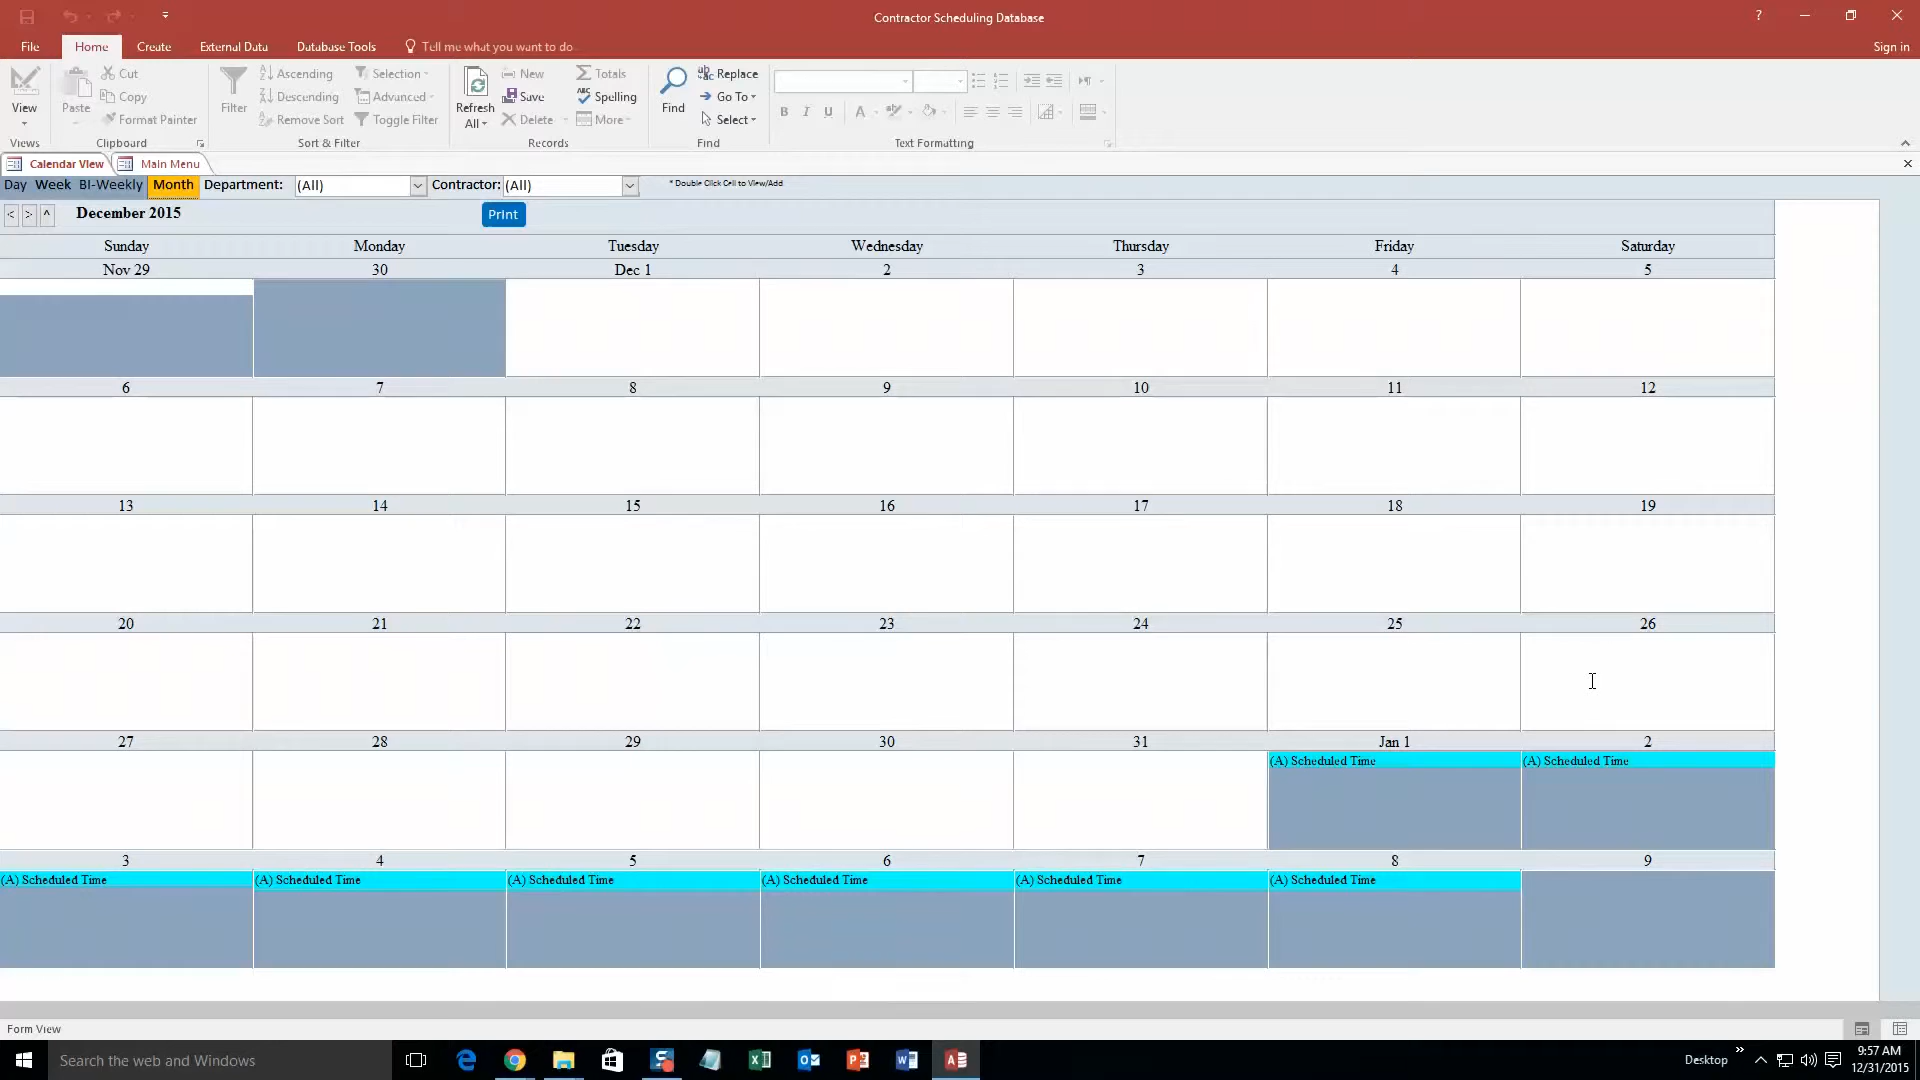 Contractor Scheduling Database
?
File Home Create External Data Database Tools Tell me what you want to do Sign in
View Paste Cut Copy Format Painter Filter Ascending Descending Remove Sort Selection Advanced Toggle Filter Refresh All New Save Delete Totals Spelling More Find Replace Go To Select B I U A
Views Clipboard Sort & Filter Records Find Text Formatting
Calendar View Main Menu
Day Week BI-Weekly Month Department: (All) Contractor: (All) * Double Click Cell to View/Add
< > ^ December 2015 Print
Sunday Monday Tuesday Wednesday Thursday Friday Saturday
Nov 29 30 Dec 1 2 3 4 5
6 7 8 9 10 11 12
13 14 15 16 17 18 19
20 21 22 23 24 25 26
27 28 29 30 31 Jan 1 2
(A) Scheduled Time (A) Scheduled Time
3 4 5 6 7 8 9
(A) Scheduled Time (A) Scheduled Time (A) Scheduled Time (A) Scheduled Time (A) Scheduled Time (A) Scheduled Time
Form View
Search the web and Windows Desktop 9:57 AM
12/31/2015